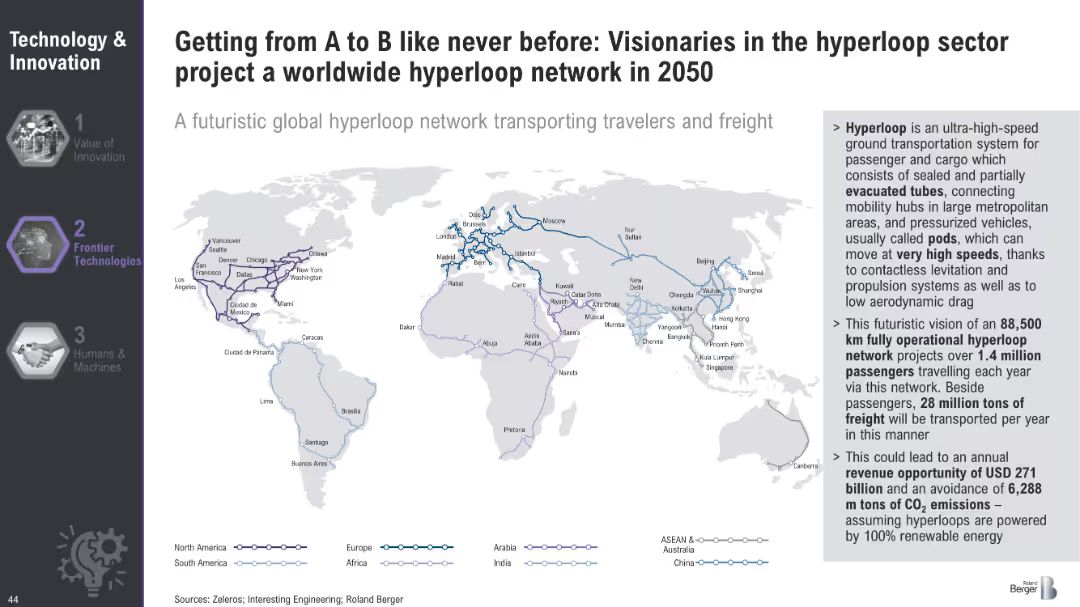 Technology &
Innovation
1
Value of
Innovation
2
Frontier
Technologies
3
Humans &
Machines
44
Getting from A to B like never before: Visionaries in the hyperloop sector
project a worldwide hyperloop network in 2050
A futuristic global hyperloop network transporting travelers and freight
Vancouver
Seattle
San
Francisco
Denver
Chicago
Ottawa
Los
Angeles
Dallas
New York
Washington
Miami
Ciudad de
Mexico
Ciudad de Panama
Caracas
Lima
Brasilia
Santiago
Buenos Aires
Oslo
Brussels
London
Moscow
Madrid
Bern
Istanbul
Rabat
Cairo
Kuwait
Qatar Doha
Riyadh
Abu Dhabi
Muscat
Sana'a
Dakar
Abuja
Addis
Ababa
Nairobi
Pretoria
Nur
Sultan
New
Delhi
Mumbai
Chennai
Beijing
Seoul
Chengdu
Wuhan
Shanghai
Kolkatta
Hong Kong
Yangon
Hanoi
Bangkok
Phomh Penh
Kula Lumpur
Singapore
Canberra
North America
South America
Europe
Africa
Arabia
India
ASEAN &
Australia
China
> Hyperloop is an ultra-high-speed
ground transportation system for
passenger and cargo which
consists of sealed and partially
evacuated tubes, connecting
mobility hubs in large metropolitan
areas, and pressurized vehicles,
usually called pods, which can
move at very high speeds, thanks
to contactless levitation and
propulsion systems as well as to
low aerodynamic drag
> This futuristic vision of an 88,500
km fully operational hyperloop
network projects over 1.4 million
passengers travelling each year
via this network. Beside
passengers, 28 million tons of
freight will be transported per year
in this manner
> This could lead to an annual
revenue opportunity of USD 271
billion and an avoidance of 6,288
m tons of CO₂ emissions –
assuming hyperloops are powered
by 100% renewable energy
Sources: Zeleros; Interesting Engineering; Roland Berger
Roland
Berger
B